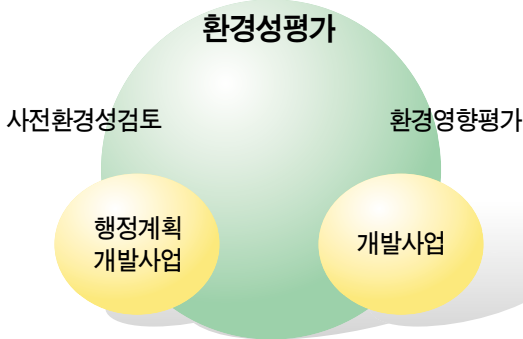 환경성평가
사전환경성검토
환경영향평가
행정계획
개발사업
개발사업